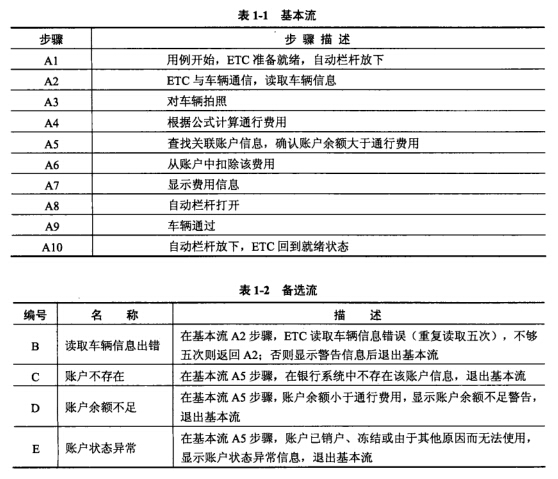 表 1-1 基本流
步骤 步 骤 描 述
A1 用例开始，ETC 准备就绪，自动栏杆放下
A2 ETC 与车辆通信，读取车辆信息
A3 对车辆拍照
A4 根据公式计算通行费用
A5 查找关联账户信息，确认账户余额大于通行费用
A6 从账户中扣除该费用
A7 显示费用信息
A8 自动栏杆打开
A9 车辆通过
A10 自动栏杆放下，ETC 回到就绪状态
表 1-2 备选流
编号 名 称 描 述
B 读取车辆信息出错 在基本流 A2 步骤，ETC 读取车辆信息错误（重复读取五次），不够
五次则返回 A2；否则显示警告信息后退出基本流
C 账户不存在 在基本流 A5 步骤，在银行系统中不存在该账户信息，退出基本流
D 账户余额不足 在基本流 A5 步骤，账户余额小于通行费用，显示账户余额不足警告，
退出基本流
E 账户状态异常 在基本流 A5 步骤，账户已销户、冻结或由于其他原因而无法使用，
显示账户状态异常信息，退出基本流